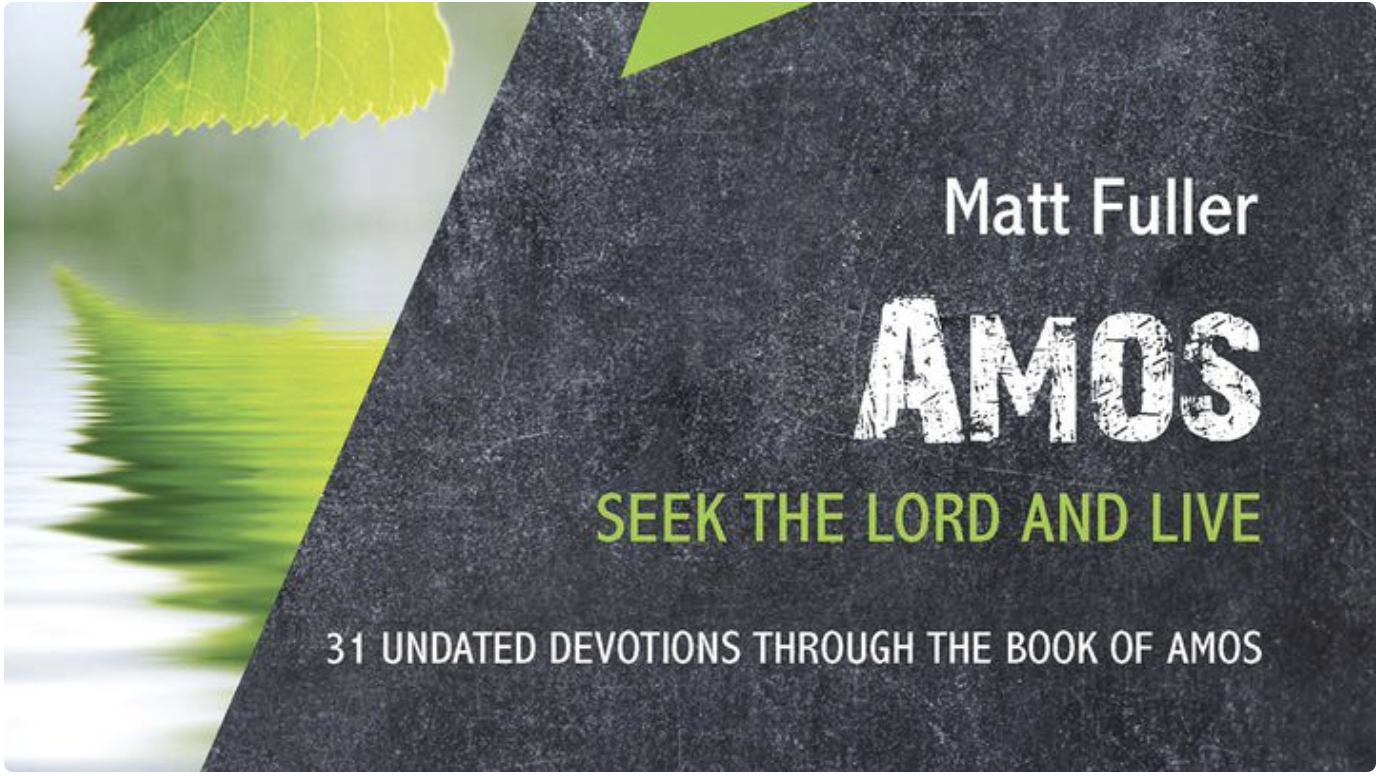 Matt Fuller
AMOS
SEEK THE LORD AND LIVE
31 UNDATED DEVOTIONS THROUGH THE BOOK OF AMOS